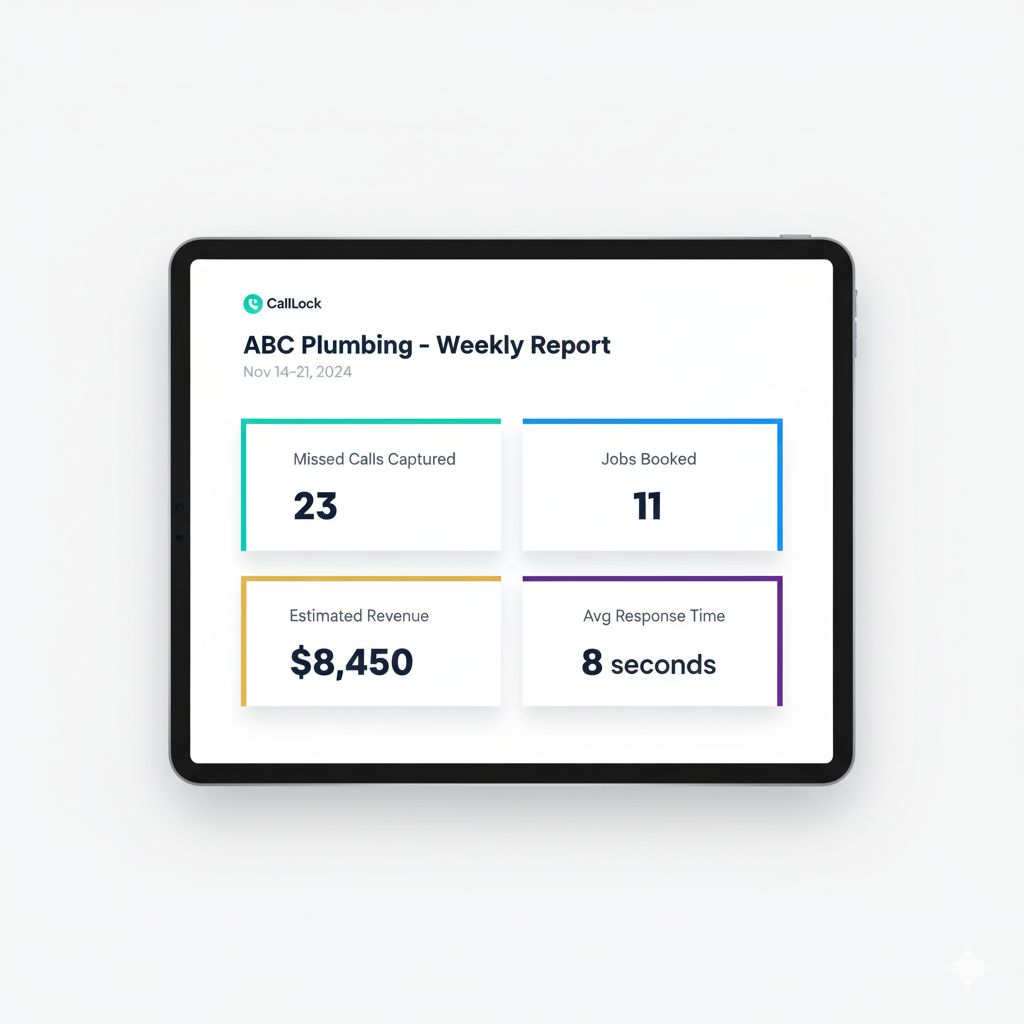 CallLock
ABC Plumbing - Weekly Report
Nov 14-21, 2024
Missed Calls Captured
23
Jobs Booked
11
Estimated Revenue
$8,450
Avg Response Time
8 seconds